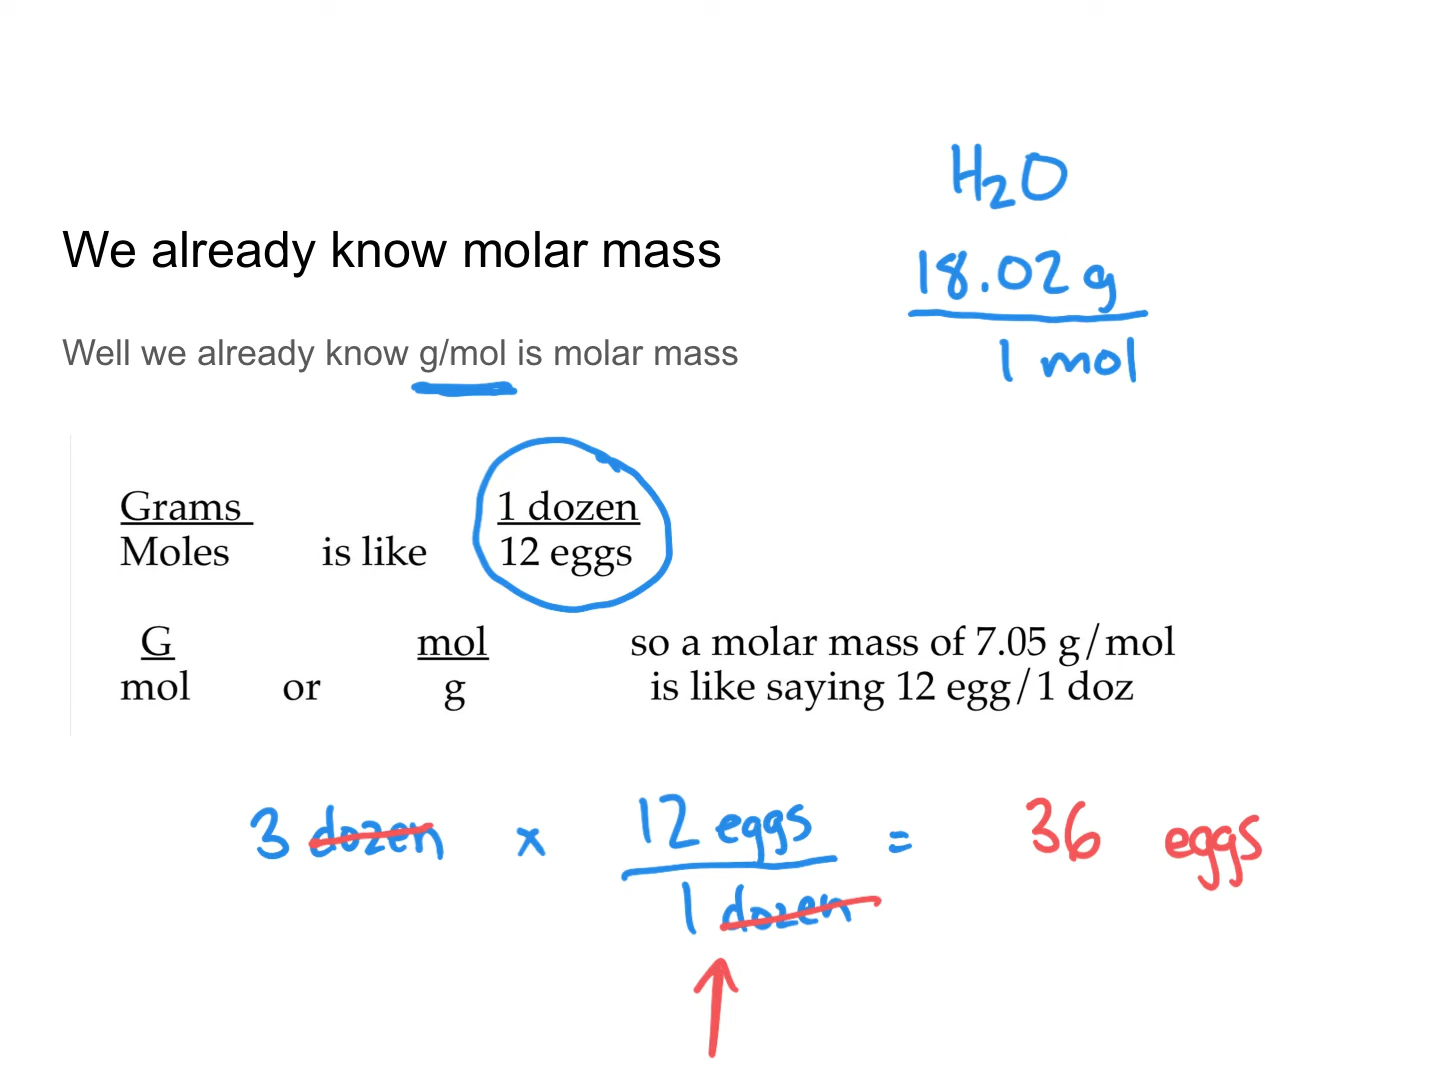 H₂O
We already know molar mass
18.02 g
1 mol
Well we already know g/mol is molar mass
Grams 1 dozen
Moles is like 12 eggs
G mol so a molar mass of 7.05 g/mol
mol or g is like saying 12 egg/1 doz
3 dozen x 12 eggs = 36 eggs
1 dozen